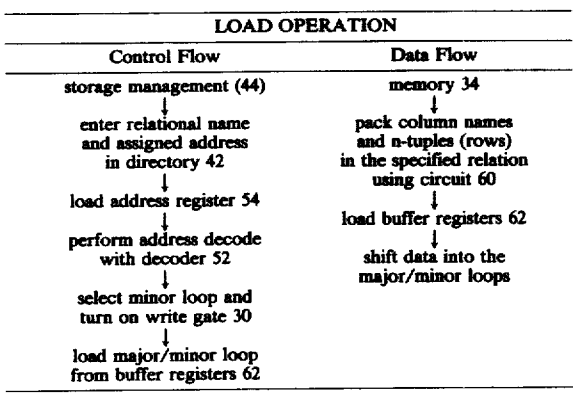 LOAD OPERATION
Control Flow
Data Flow
storage management (44)
↓
enter relational name
and assigned address
in directory 42
↓
load address register 54
↓
perform address decode
with decoder 52
↓
select minor loop and
turn on write gate 30
↓
load major/minor loop
from buffer registers 62
memory 34
↓
pack column names
and n-tuples (rows)
in the specified relation
using circuit 60
↓
load buffer registers 62
↓
shift data into the
major/minor loops